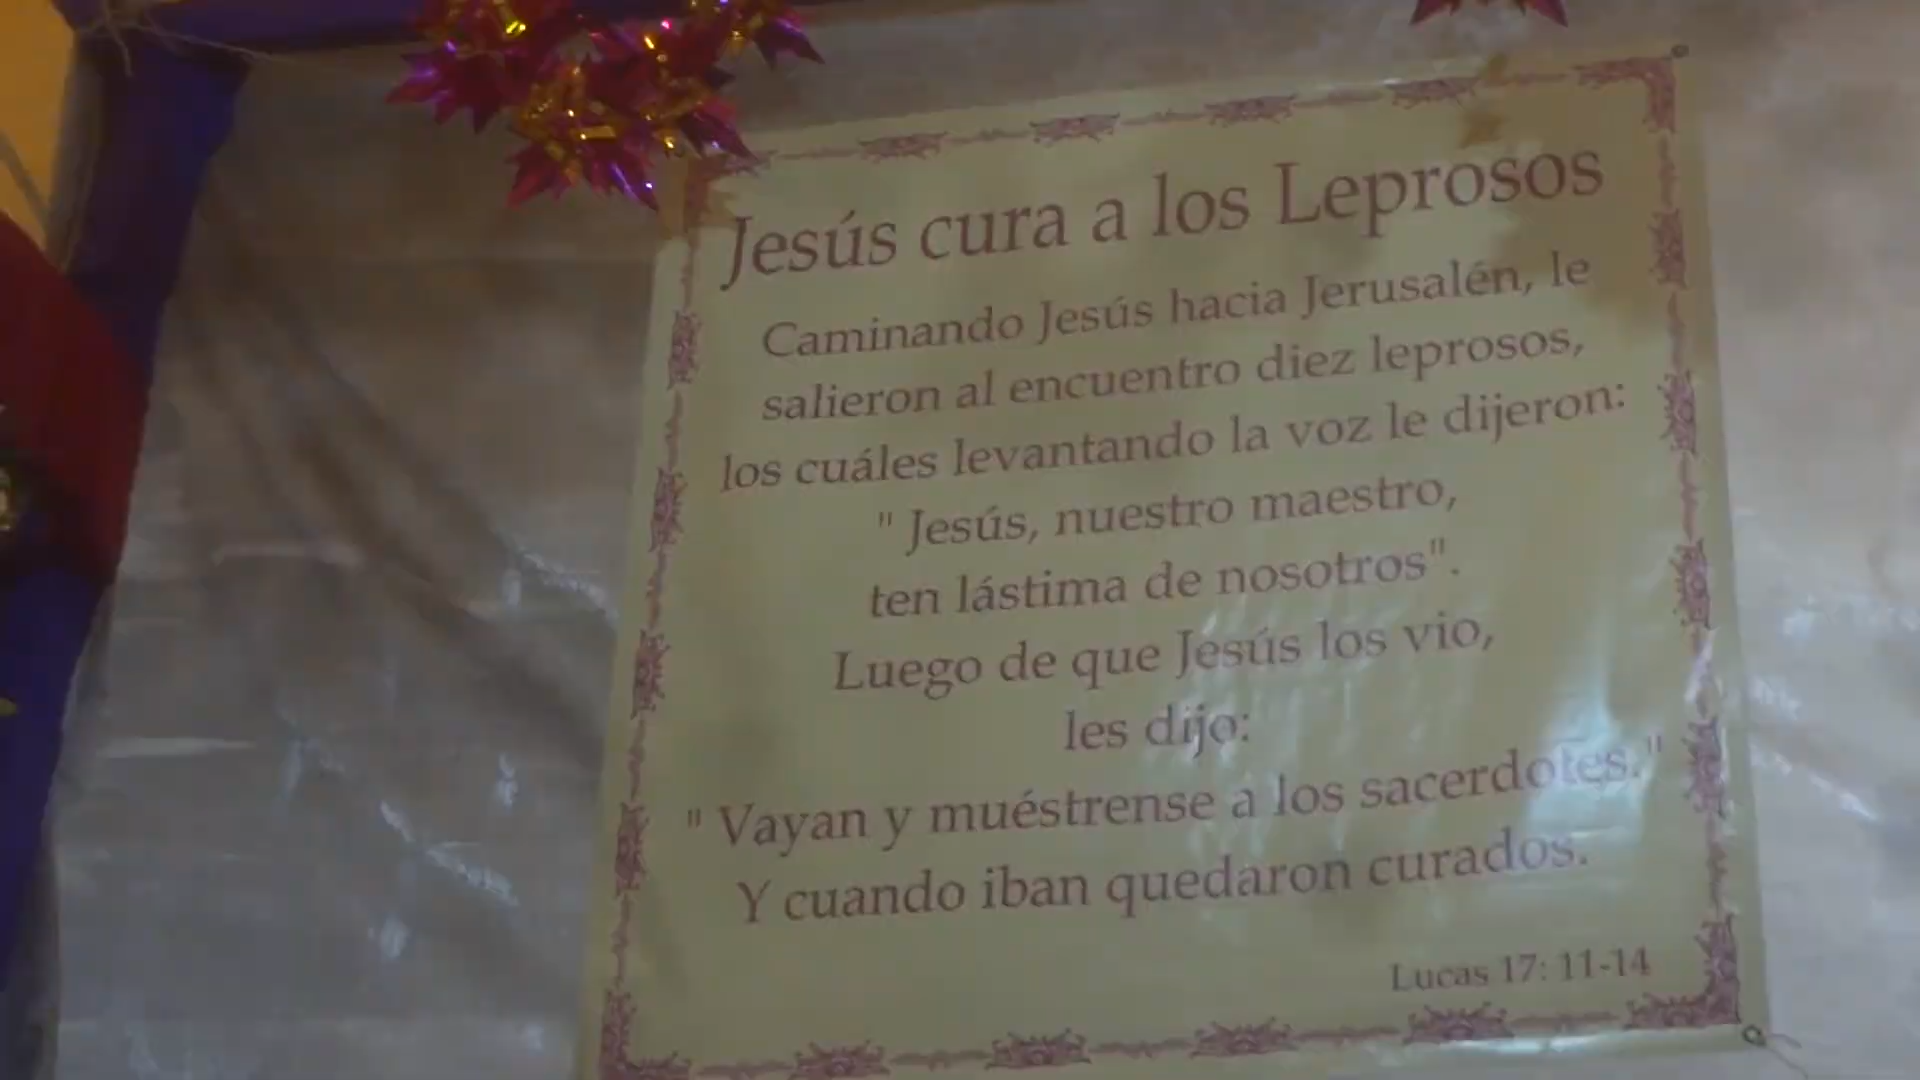 Jesús cura a los Leprosos
Caminando Jesús hacia Jerusalén, le
salieron al encuentro diez leprosos,
los cuáles levantando la voz le dijeron:
" Jesús, nuestro maestro,
ten lástima de nosotros".
Luego de que Jesús los vio,
les dijo:
" Vayan y muéstrense a los sacerdotes."
Y cuando iban quedaron curados.
Lucas 17: 11-14